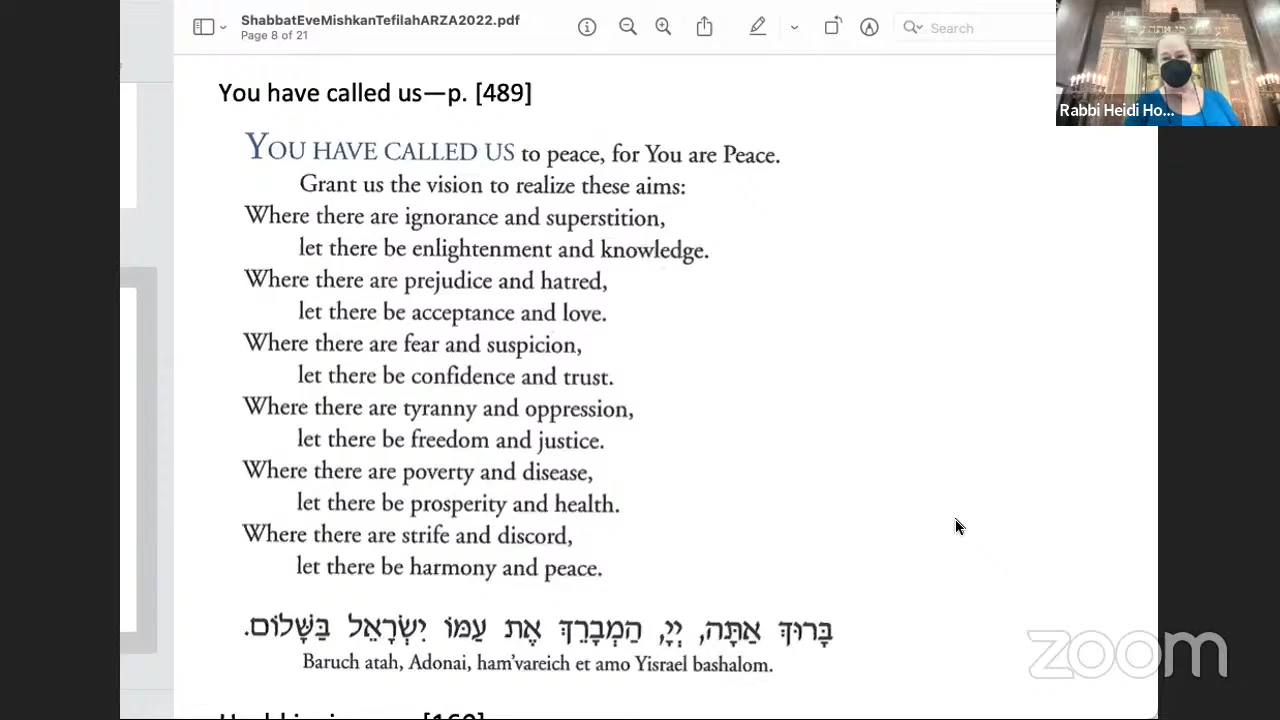 ShabbatEveMishkanTefilahARZA2022.pdf
Page 8 of 21
Search
Rabbi Heidi Ho...
You have called us—p. [489]
YOU HAVE CALLED US to peace, for You are Peace.
Grant us the vision to realize these aims:
Where there are ignorance and superstition,
let there be enlightenment and knowledge.
Where there are prejudice and hatred,
let there be acceptance and love.
Where there are fear and suspicion,
let there be confidence and trust.
Where there are tyranny and oppression,
let there be freedom and justice.
Where there are poverty and disease,
let there be prosperity and health.
Where there are strife and discord,
let there be harmony and peace.
בָּרוּךְ אַתָּה, יְיָ, הַמְבָרֵךְ אֶת עַמּוֹ יִשְׂרָאֵל בַּשָּׁלוֹם.
Baruch atah, Adonai, ham'vareich et amo Yisrael bashalom.
zoom